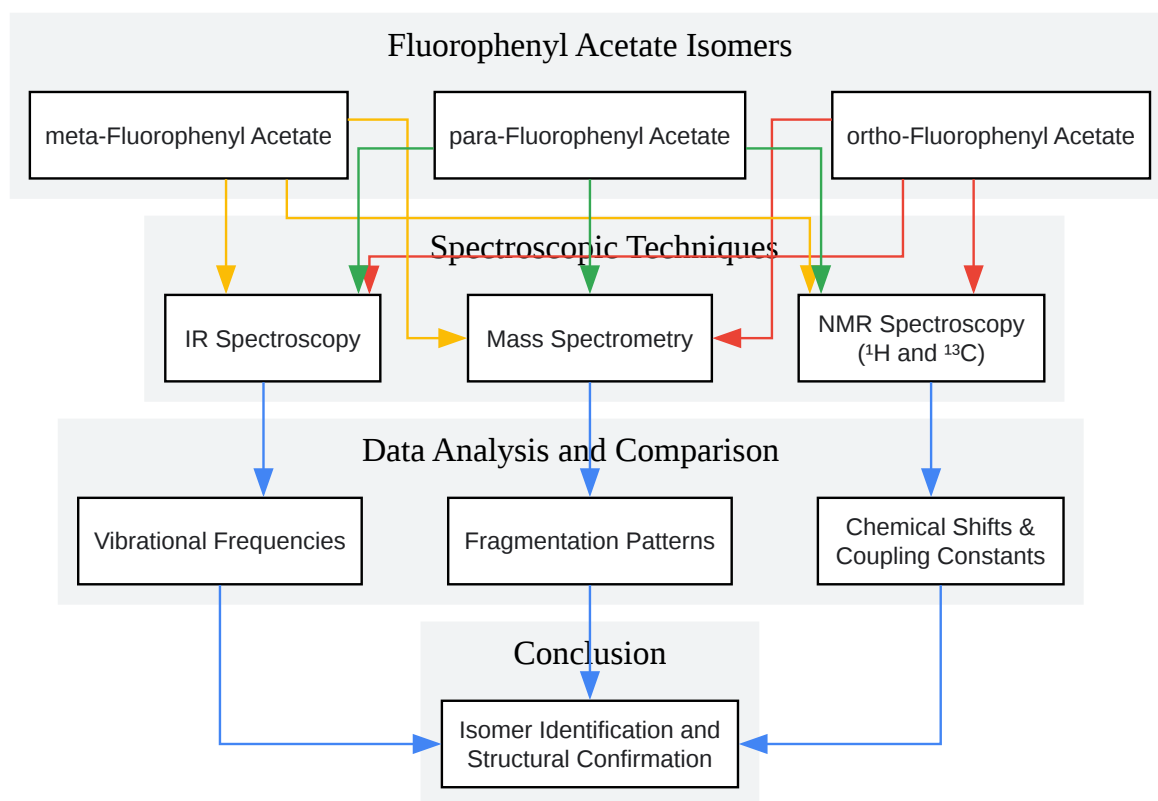 Fluorophenyl Acetate Isomers
meta-Fluorophenyl Acetate
para-Fluorophenyl Acetate
ortho-Fluorophenyl Acetate
Spectroscopic Techniques
IR Spectroscopy
Mass Spectrometry
NMR Spectroscopy
(¹H and ¹³C)
Data Analysis and Comparison
Vibrational Frequencies
Fragmentation Patterns
Chemical Shifts &
Coupling Constants
Conclusion
Isomer Identification and
Structural Confirmation